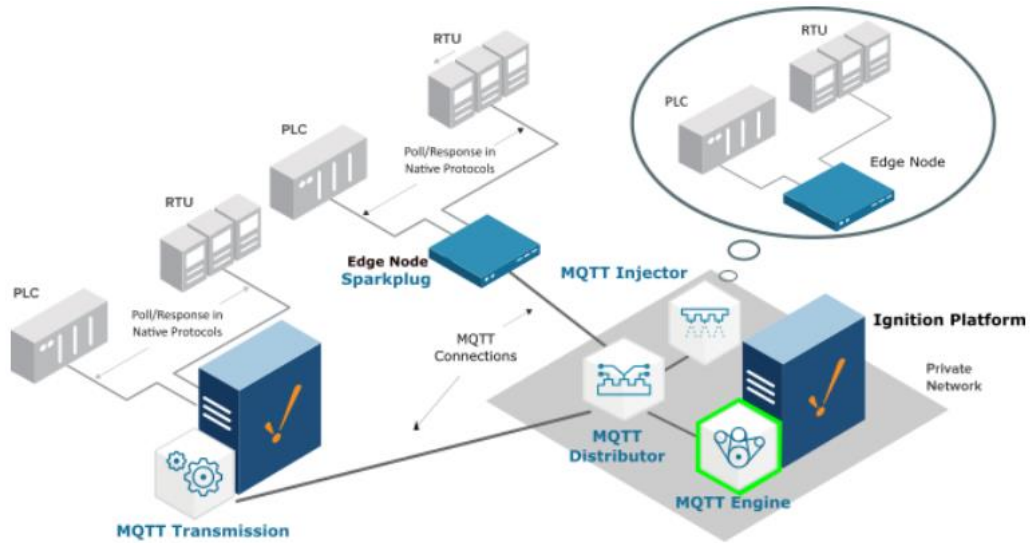 RTU
RTU
PLC
Edge Node
PLC
Poll/Response in
Native Protocols
RTU
Edge Node
Sparkplug
MQTT Injector
PLC
Poll/Response in
Native Protocols
Ignition Platform
MQTT
Connections
Private
Network
MQTT
Distributor
MQTT Engine
MQTT Transmission